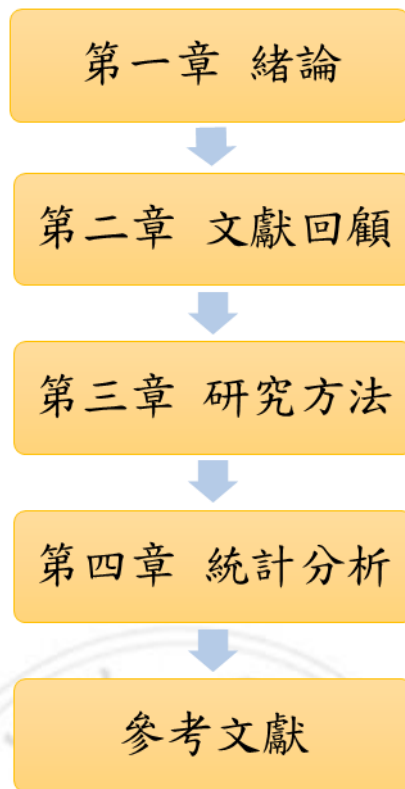 第一章 緒論
第二章 文獻回顧
第三章 研究方法
第四章 統計分析
參考文獻